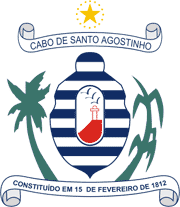 CABO DE SANTO AGOSTINHO
CONSTITUÍDO EM 15 DE FEVEREIRO DE 1812